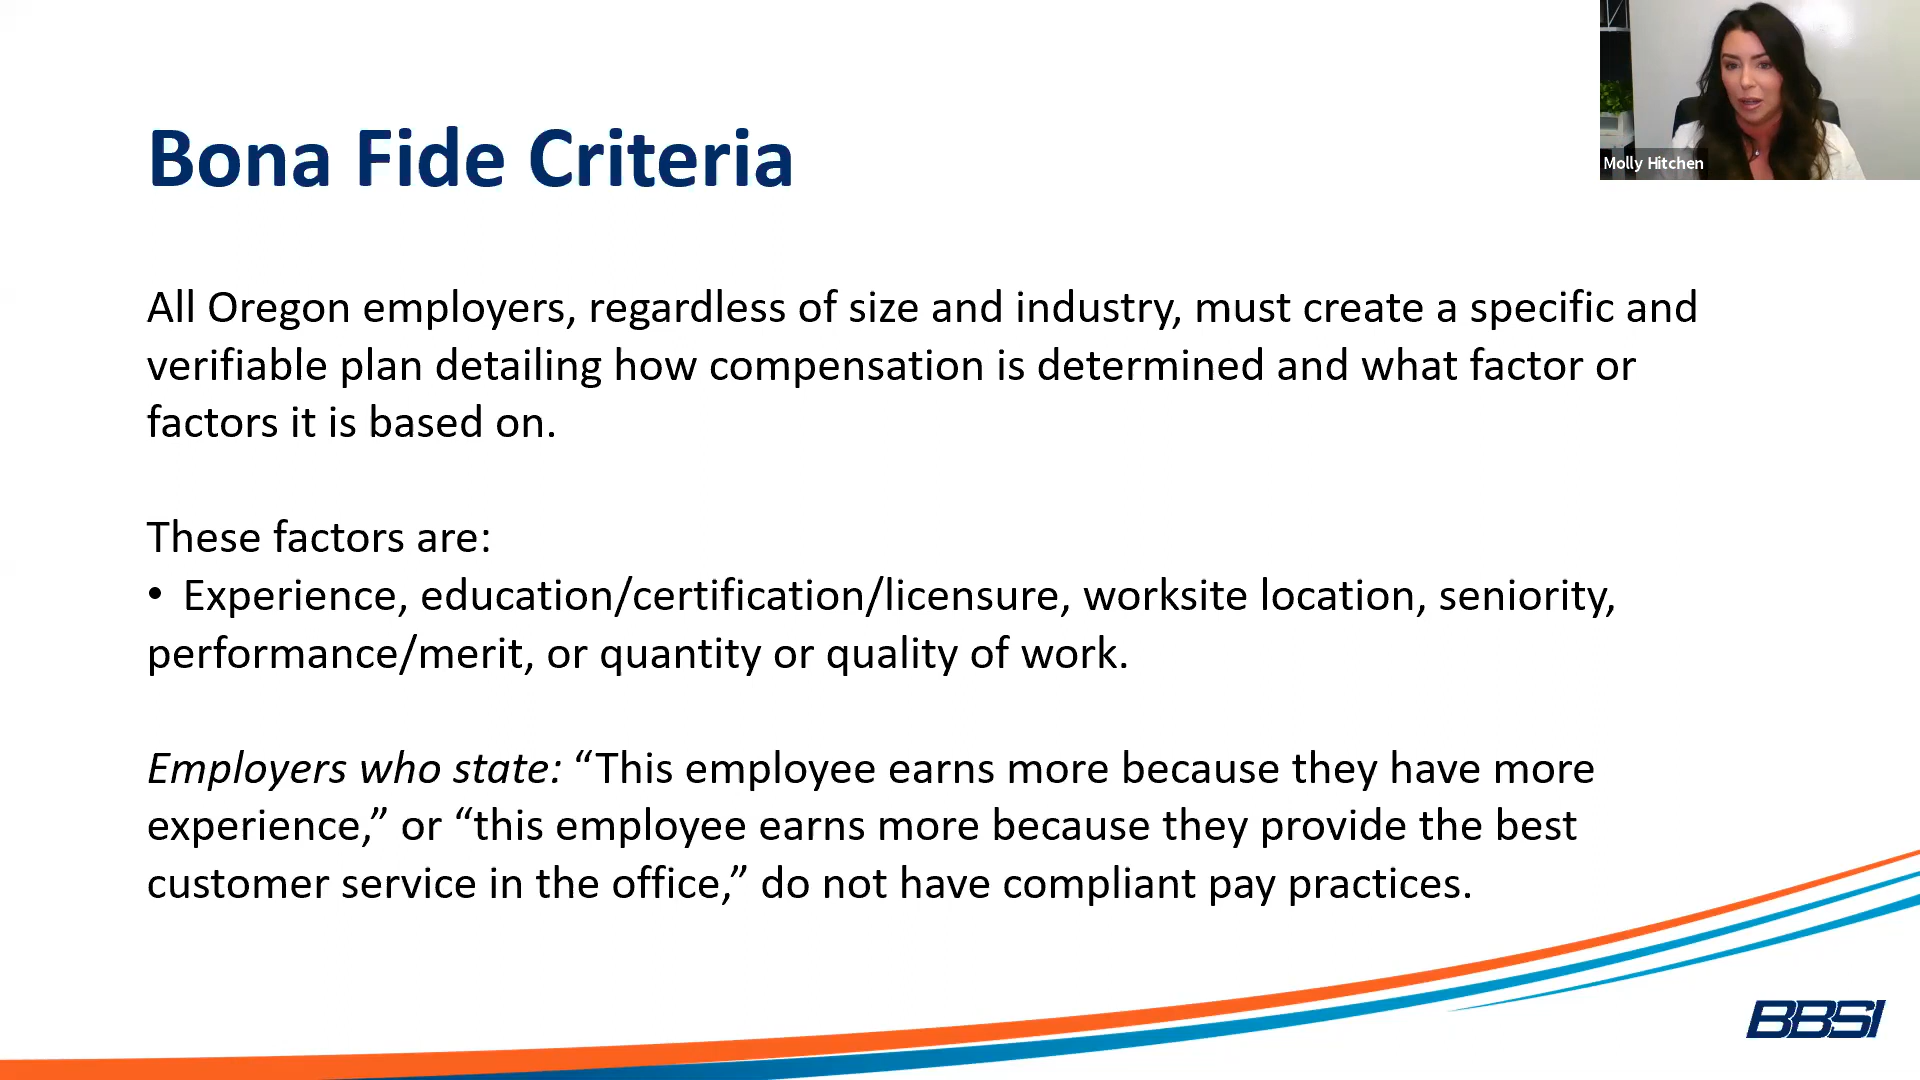 Bona Fide Criteria
Molly Hitchen
All Oregon employers, regardless of size and industry, must create a specific and
verifiable plan detailing how compensation is determined and what factor or
factors it is based on.
These factors are:
• Experience, education/certification/licensure, worksite location, seniority,
performance/merit, or quantity or quality of work.
Employers who state: “This employee earns more because they have more
experience,” or “this employee earns more because they provide the best
customer service in the office,” do not have compliant pay practices.
BBSI